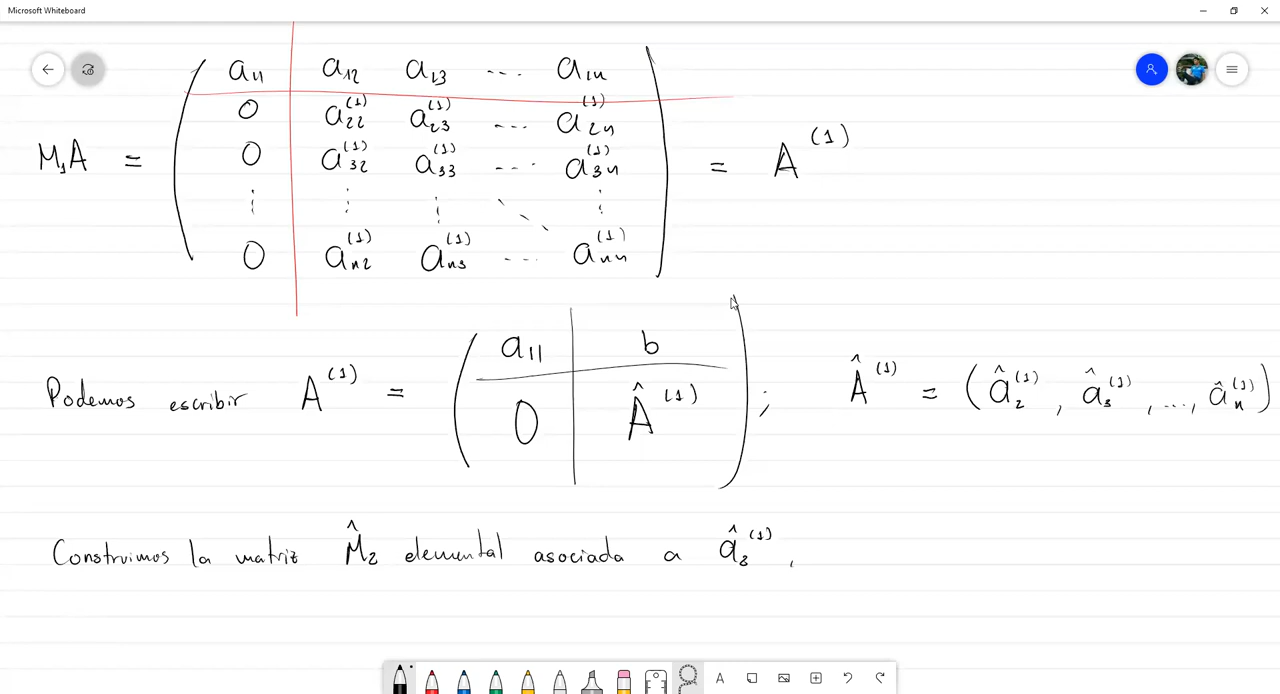 Microsoft Whiteboard
a11 a12 a13 ... a1n
0 a22^(1) a23^(1) ... a2n^(1)
M1A = 0 a32^(1) a33^(1) ... a3n^(1) = A^(1)
⋮ ⋮ ⋮ ⋱ ⋮
0 an2^(1) an3^(1) ... ann^(1)
Podemos escribir A^(1) = ( a11 | b ; 0 | Â^(1) ) ; Â^(1) = ( â2^(1) , â3^(1) , ..., ân^(1) )
Construimos la matriz M̂2 elemental asociada a â3^(1) ,
A